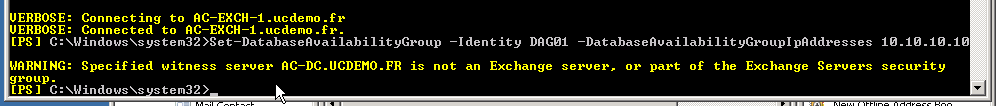 VERBOSE: Connecting to AC-EXCH-1.ucdemo.fr
VERBOSE: Connected to AC-EXCH-1.ucdemo.fr.
[PS] C:\Windows\system32>Set-DatabaseAvailabilityGroup -Identity DAG01 -DatabaseAvailabilityGroupIpAddresses 10.10.10.10
WARNING: Specified witness server AC-DC.UCDEMO.FR is not an Exchange server, or part of the Exchange Servers security
group.
[PS] C:\Windows\system32>_
Mail Contact
New Offline Address Boo